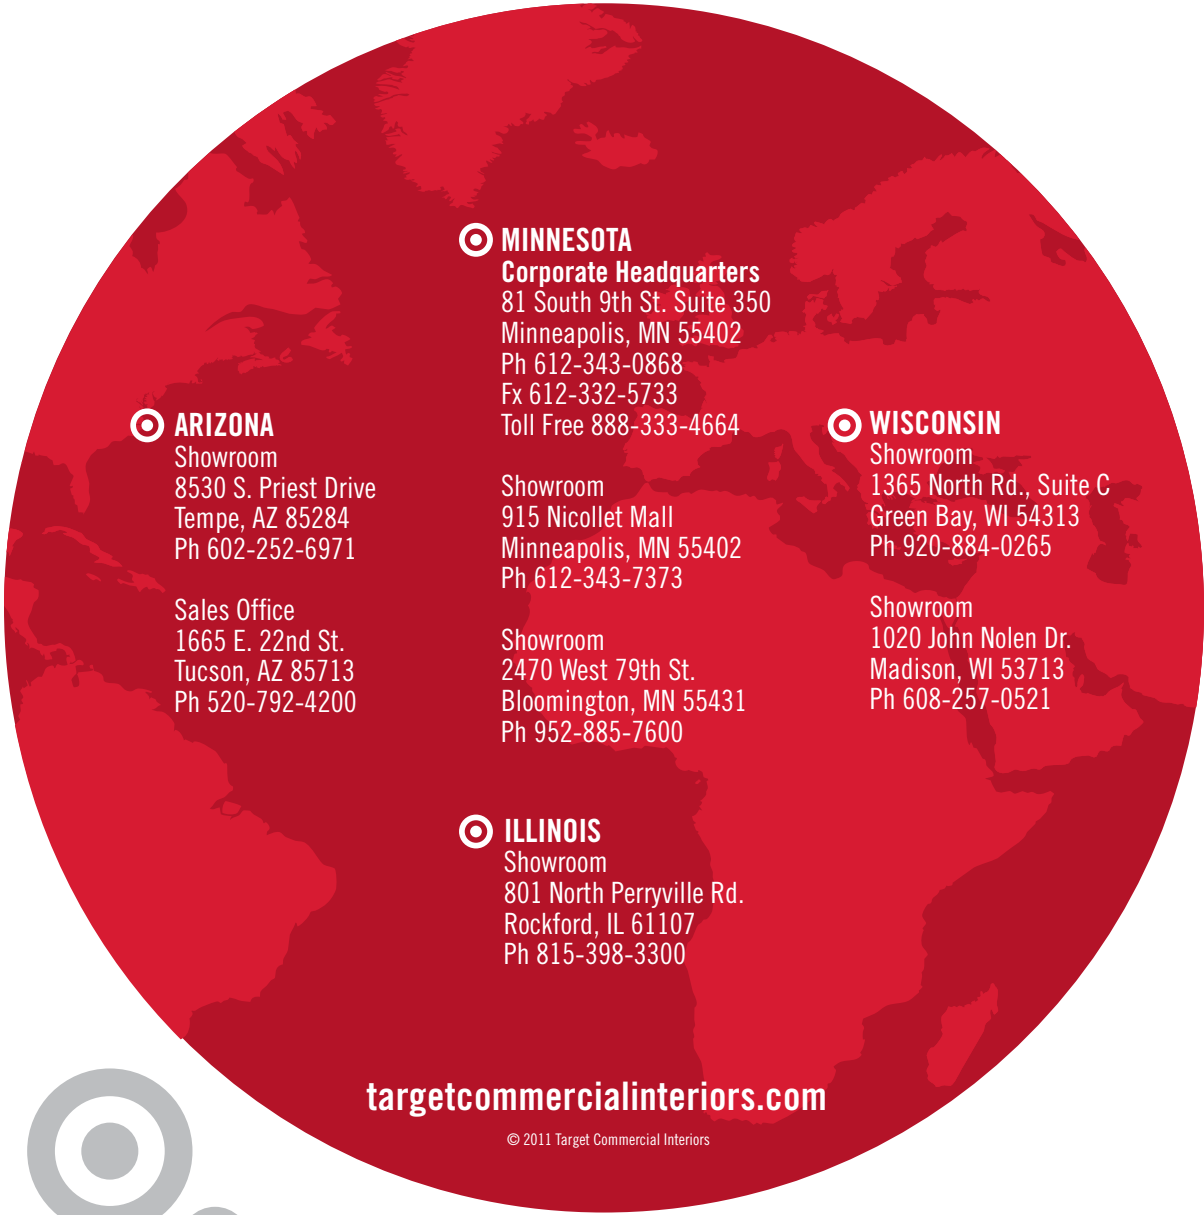 MINNESOTA
Corporate Headquarters
81 South 9th St. Suite 350
Minneapolis, MN 55402
Ph 612-343-0868
Fx 612-332-5733
Toll Free 888-333-4664
Showroom
915 Nicollet Mall
Minneapolis, MN 55402
Ph 612-343-7373
Showroom
2470 West 79th St.
Bloomington, MN 55431
Ph 952-885-7600
ARIZONA
Showroom
8530 S. Priest Drive
Tempe, AZ 85284
Ph 602-252-6971
Sales Office
1665 E. 22nd St.
Tucson, AZ 85713
Ph 520-792-4200
WISCONSIN
Showroom
1365 North Rd., Suite C
Green Bay, WI 54313
Ph 920-884-0265
Showroom
1020 John Nolen Dr.
Madison, WI 53713
Ph 608-257-0521
ILLINOIS
Showroom
801 North Perryville Rd.
Rockford, IL 61107
Ph 815-398-3300
targetcommercialinteriors.com
© 2011 Target Commercial Interiors